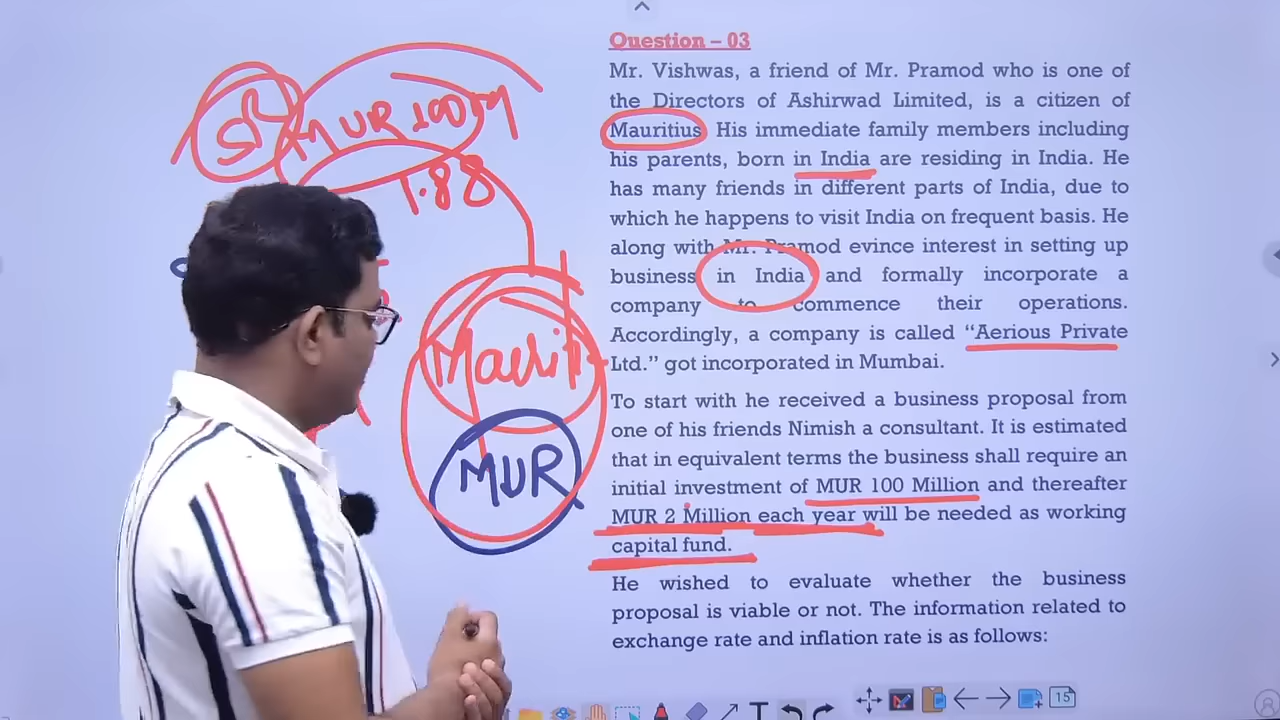 Question – 03
Mr. Vishwas, a friend of Mr. Pramod who is one of
the Directors of Ashirwad Limited, is a citizen of
Mauritius His immediate family members including
his parents, born in India are residing in India. He
has many friends in different parts of India, due to
which he happens to visit India on frequent basis. He
along with Mr. Pramod evince interest in setting up
business in India and formally incorporate a
company to commence their operations.
Accordingly, a company is called “Aerious Private
Ltd.” got incorporated in Mumbai.
To start with he received a business proposal from
one of his friends Nimish a consultant. It is estimated
that in equivalent terms the business shall require an
initial investment of MUR 100 Million and thereafter
MUR 2 Million each year will be needed as working
capital fund.
He wished to evaluate whether the business
proposal is viable or not. The information related to
exchange rate and inflation rate is as follows:
MUR 100M
1.88
MUR
15